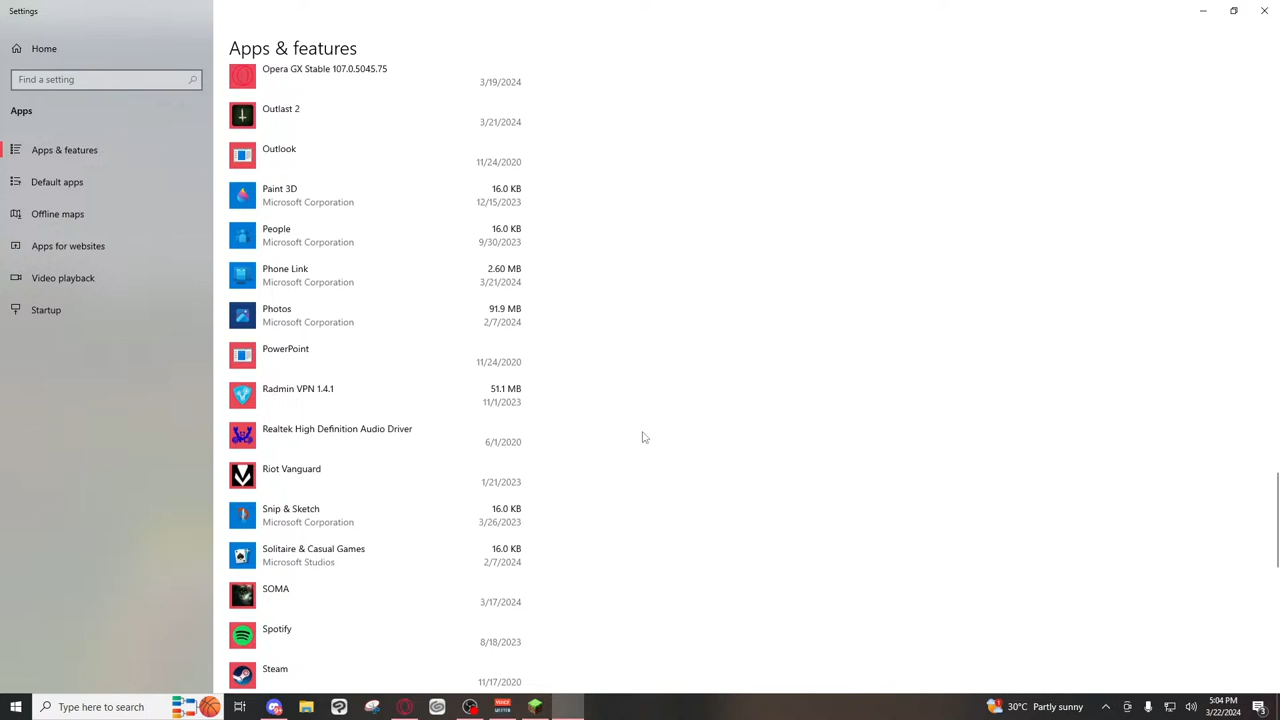 Settings
Home
Find a setting
Apps
Apps & features
Default apps
Offline maps
Apps for websites
Video playback
Startup
Apps & features
Opera GX Stable 107.0.5045.75
3/19/2024
Outlast 2
3/21/2024
Outlook
11/24/2020
Paint 3D 16.0 KB
Microsoft Corporation 12/15/2023
People 16.0 KB
Microsoft Corporation 9/30/2023
Phone Link 2.60 MB
Microsoft Corporation 3/21/2024
Photos 91.9 MB
Microsoft Corporation 2/7/2024
PowerPoint
11/24/2020
Radmin VPN 1.4.1 51.1 MB
11/1/2023
Realtek High Definition Audio Driver
6/1/2020
Riot Vanguard
1/21/2023
Snip & Sketch 16.0 KB
Microsoft Corporation 3/26/2023
Solitaire & Casual Games 16.0 KB
Microsoft Studios 2/7/2024
SOMA
3/17/2024
Spotify
8/18/2023
Steam
11/17/2020
Type here to search
30°C Partly sunny
5:04 PM
3/22/2024